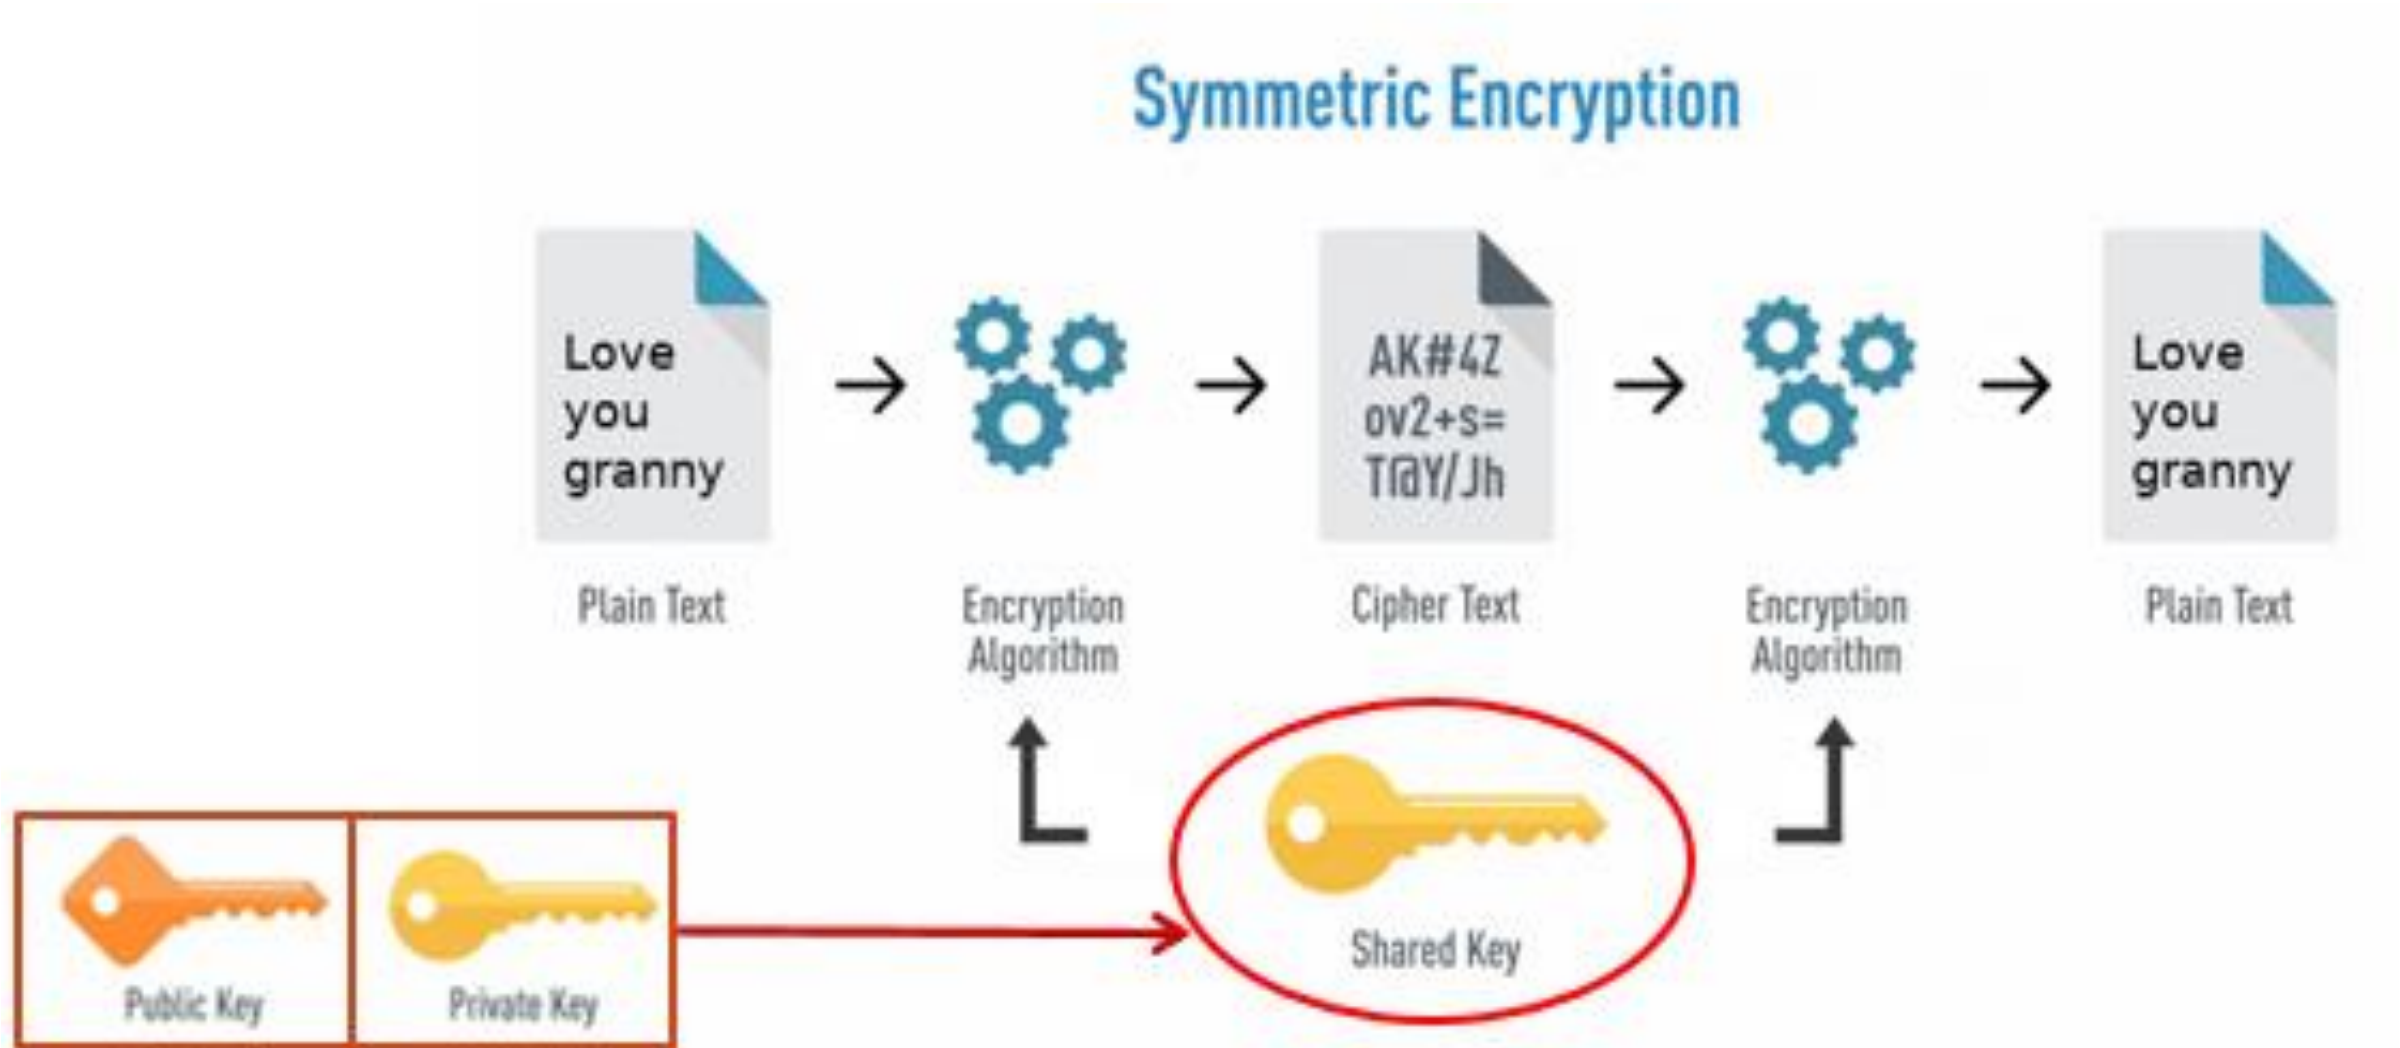 Symmetric Encryption
Love
you
granny
AK#4Z
ov2+s=
T@Y/Jh
Love
you
granny
Plain Text
Encryption
Algorithm
Cipher Text
Encryption
Algorithm
Plain Text
Shared Key
Public Key
Private Key